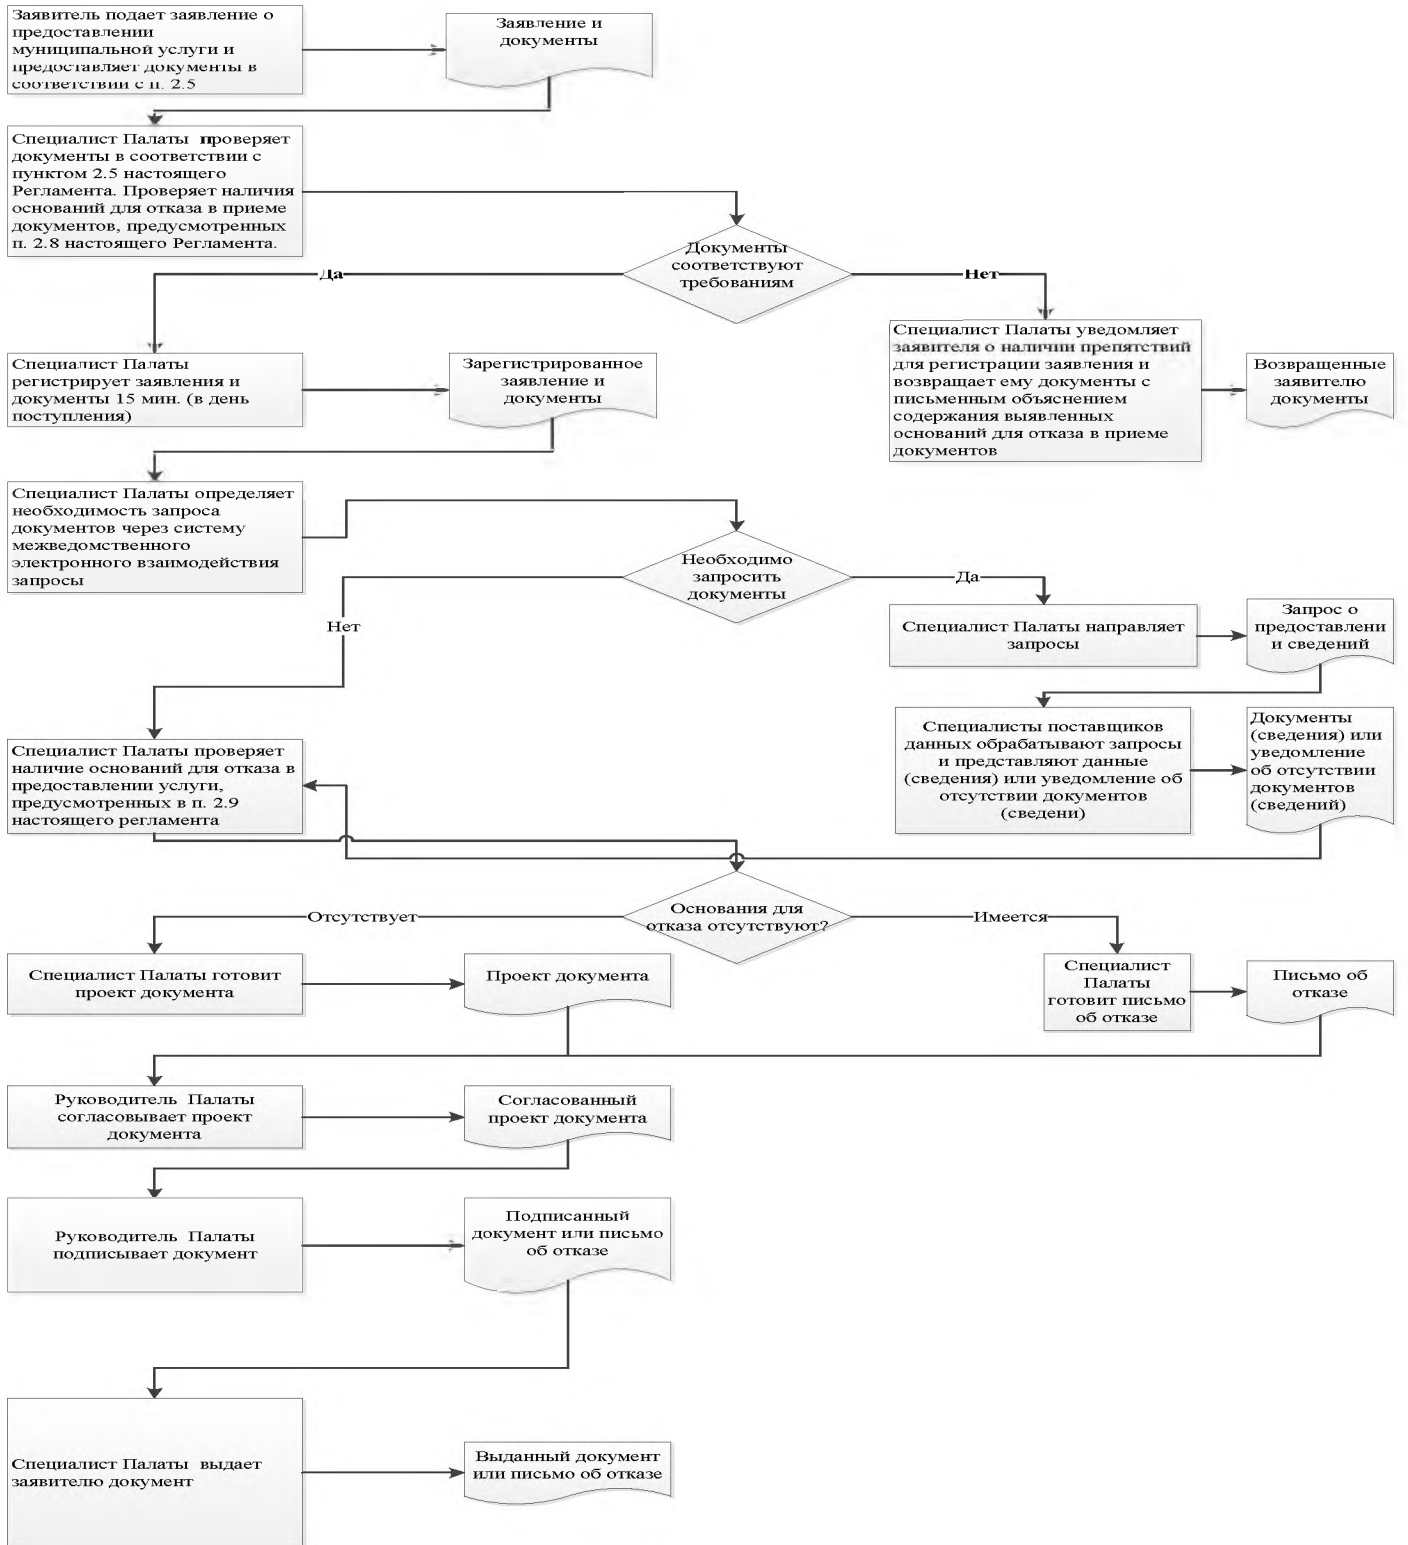 Заявитель подает заявление о
предоставлении
муниципальной услуги и
предоставляет документы в
соответствии с п. 2.5
Заявление и
документы
Специалист Палаты проверяет
документы в соответствии с
пунктом 2.5 настоящего
Регламента. Проверяет наличия
оснований для отказа в приеме
документов, предусмотренных
п. 2.8 настоящего Регламента.
Документы
соответствуют
требованиям
Да
Нет
Специалист Палаты
регистрирует заявления и
документы 15 мин. (в день
поступления)
Зарегистрированное
заявление и
документы
Специалист Палаты уведомляет
заявителя о наличии препятствий
для регистрации заявления и
возвращает ему документы с
письменным объяснением
содержания выявленных
оснований для отказа в приеме
документов
Возвращенные
заявителю
документы
Специалист Палаты определяет
необходимость запроса
документов через систему
межведомственного
электронного взаимодействия
запросы
Необходимо
запросить
документы
Да
Нет
Специалист Палаты направляет
запросы
Запрос о
предоставлени
и сведений
Специалисты поставщиков
данных обрабатывают запросы
и представляют данные
(сведения) или уведомление об
отсутствии документов
(сведени)
Документы
(сведения) или
уведомление
об отсутствии
документов
(сведений)
Специалист Палаты проверяет
наличие оснований для отказа в
предоставлении услуги,
предусмотренных в п. 2.9
настоящего регламента
Основания для
отказа отсутствуют?
Отсутствует
Имеется
Специалист Палаты готовит
проект документа
Проект документа
Специалист
Палаты
готовит письмо
об отказе
Письмо об
отказе
Руководитель Палаты
согласовывает проект
документа
Согласованный
проект документа
Руководитель Палаты
подписывает документ
Подписанный
документ или письмо
об отказе
Специалист Палаты выдает
заявителю документ
Выданный документ
или письмо об отказе